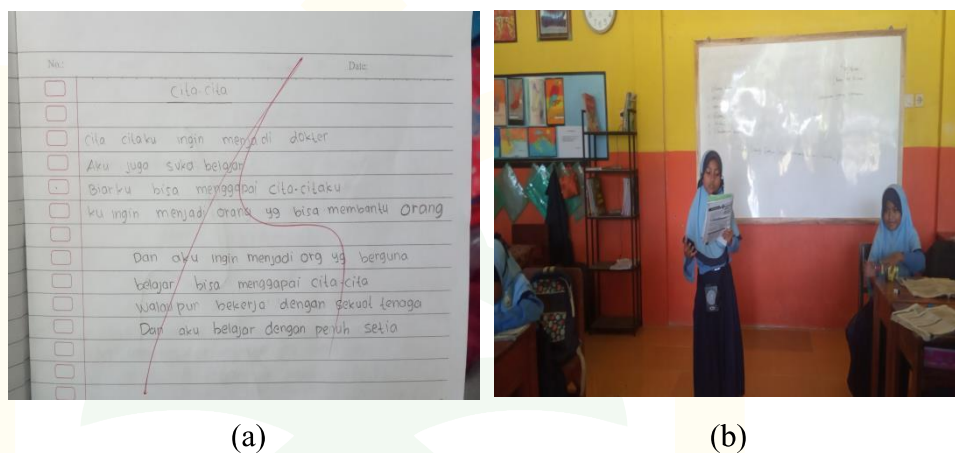 No.:
Date:
Cita-cita
Cita citaku ingin menjadi dokter
Aku juga suka belajar
Biarku bisa menggapai cita-citaku
ku ingin menjadi orang yg bisa membantu orang
Dan aku ingin menjadi org yg berguna
belajar bisa menggapai cita-cita
walau pun bekerja dengan sekuat tenaga
Dan aku belajar dengan penuh setia
(a)
(b)